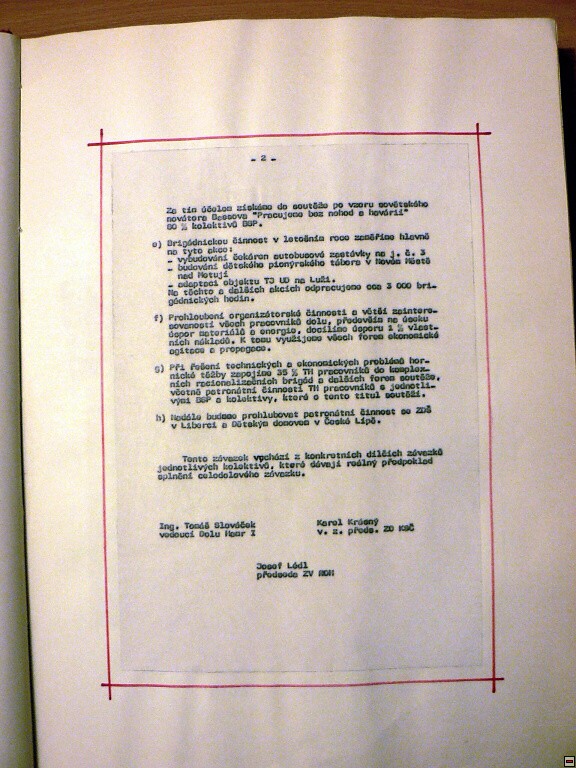 - 2 -
Za tím účelem získáme do soutěže po vzoru sovětského
novátora Bassova "Pracujeme bez nehod a havárií"
80 % kolektivů BSP.
e) Brigádnickou činnost v letošním roce zaměříme hlavně
na tyto akce:
- vybudování čekáren autobusové zastávky na j. č. 3
- budování dětského pionýrského tábora v Novém Městě
nad Metují
- adaptaci objektu TJ UD na Luži.
Na těchto a dalších akcích odpracujeme cca 3 000 bri-
gádnických hodin.
f) Prohloubení organizátorské činnosti a větší zaintere-
sovaností všech pracovníků dolu, především na úseku
úspor materiálů a energie, docílíme úsporu 1 % vlast-
ních nákladů. K tomu využijeme všech forem ekonomické
agitace a propagace.
g) Při řešení technických a ekonomických problémů hor-
nické těžby zapojíme 35 % TH pracovníků do komplex-
ních racionalizačních brigád a dalších forem soutěže,
včetně patronátní činnosti TH pracovníků s jednotli-
vými BSP a kolektivy, které o tento titul soutěží.
h) Nadále budeme prohlubovat patronátní činnost se ZDŠ
v Liberci a Dětským domovem v České Lípě.
Tento závazek vychází z konkretních dílčích závazků
jednotlivých kolektivů, které dávají reálný předpoklad
splnění celodolového závazku.
Ing. Tomáš Slováček
vedoucí Dolu Hamr I
Karel Krásný
v. z. předs. ZO KSČ
Josef Lédl
předseda ZV ROH